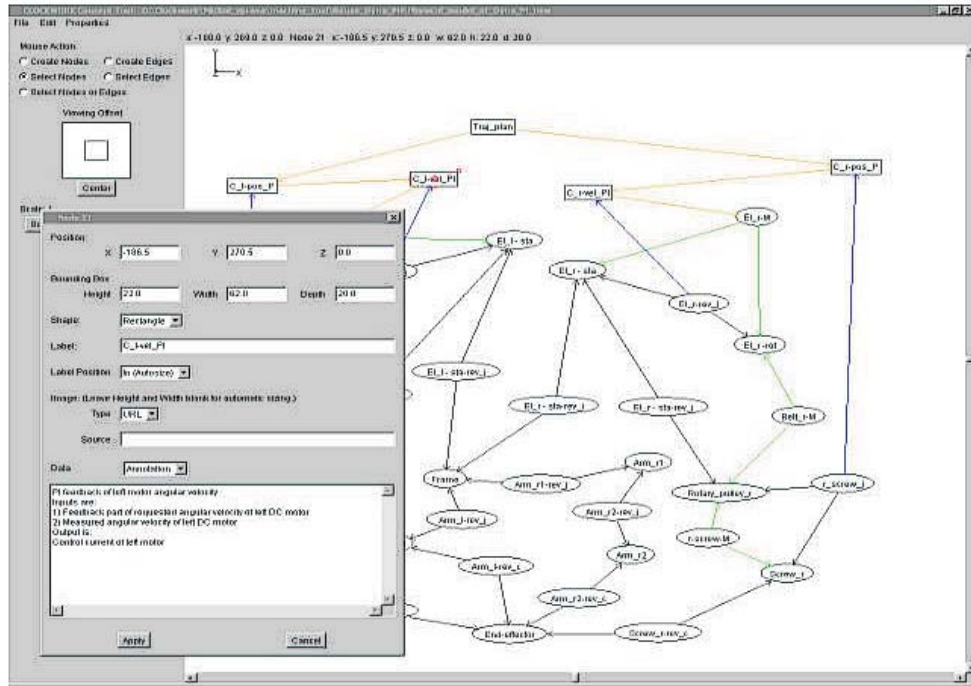 File Edit Properties
x:-180.0 y: 269.0 z: 0.0 Node 21 x:-186.5 y: 270.5 z: 0.0 w: 62.0 h: 22.0 d: 20.0
Mouse Action:
Create Nodes Create Edges
Select Nodes Select Edges
Select Nodes or Edges
Viewing Offset
Center
Y
X
Z
Traj_plan
C_l-pos_P
C_l-vel_PI
C_r-vel_PI
C_r-pos_P
El_r-M
El_l- sta
El_r - sta
El_r-rev_j
El_r -rot
El_l - sta-rev_j
El_r - sta-rev_i
El_r - sta-rev_j
Belt_r-M
Frame
Arm_r1
Arm_r1-rev_j
Rotary_pulley_r
r_screw_j
Arm_l-rev_j
Arm_r2-rev_j
r-screw-M
Arm_l-rev_c
Arm_r2
Screw_r
Arm_r2-rev_c
End-effector
Screw_r-rev_c
Node 21
Position:
X -186.5 Y 270.5 Z 0.0
Bounding Box
Height 22.0 Width 62.0 Depth 20.0
Shape: Rectangle
Label: C_l-vel_PI
Label Position In (Autosize)
Image: (Leave Height and Width blank for automatic sizing.)
Type URL
Source
Data Annotation
PI feedback of left motor angular velocity
Inputs are:
1) Feedback part of requested angular velocity of left DC motor
2) Measured angular velocity of left DC motor
Output is:
Control current of left motor
Apply Cancel